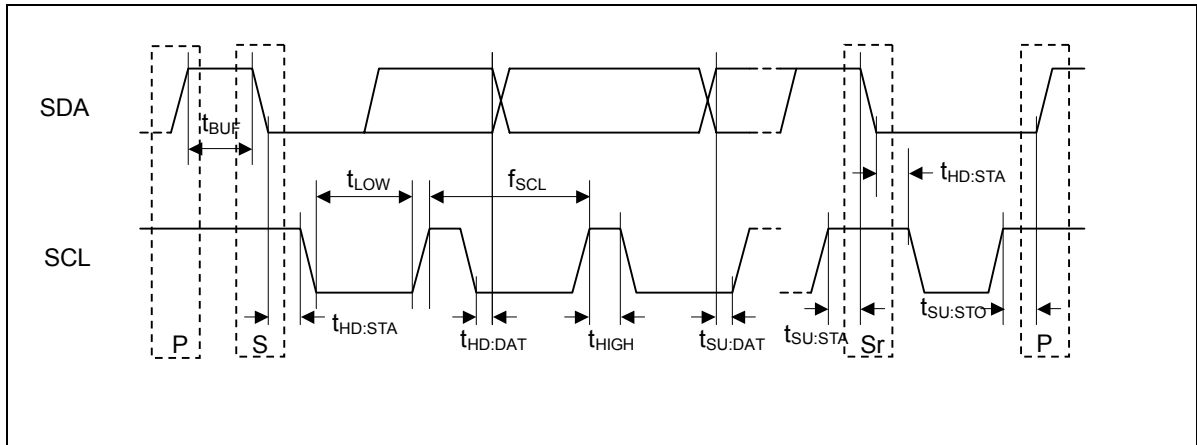 SDA
tBUF
tLOW
fSCL
tHD:STA
SCL
tHD:STA
tHD:DAT
tHIGH
tSU:DAT
tSU:STA
tSU:STO
P
S
Sr
P